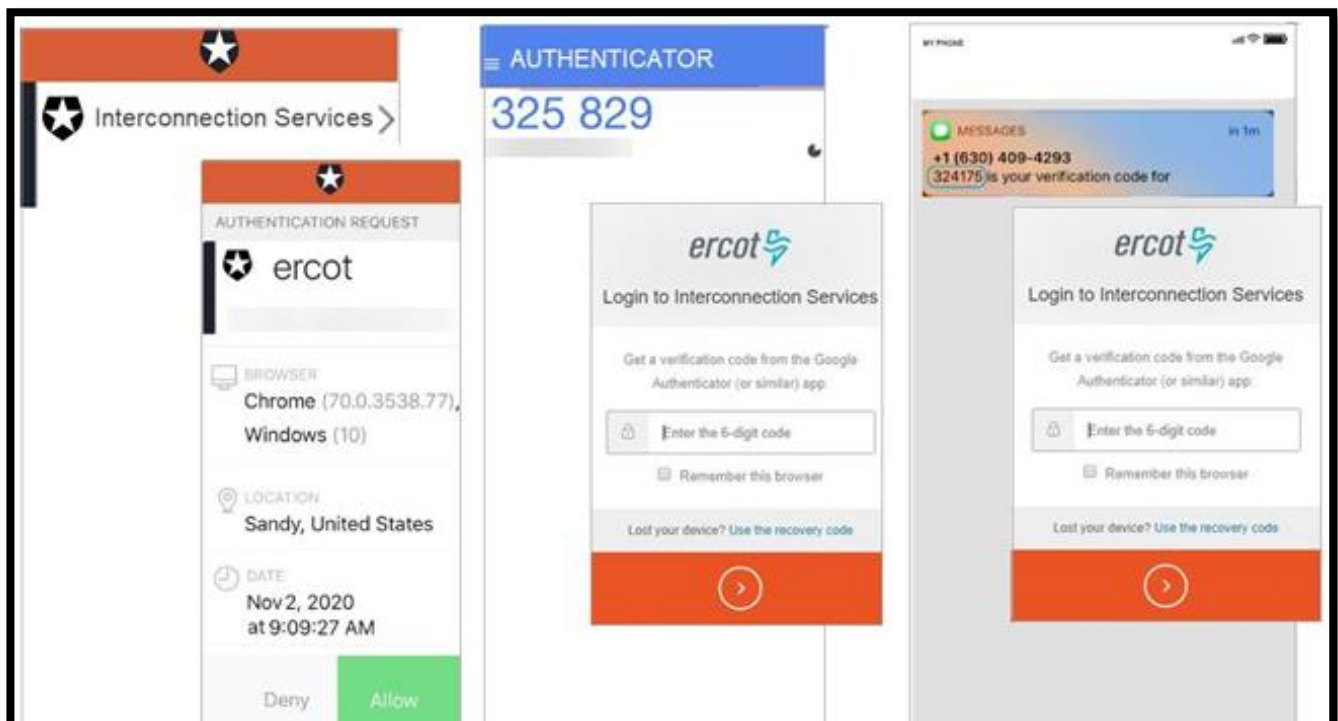 Interconnection Services
AUTHENTICATION REQUEST
ercot
BROWSER
Chrome (70.0.3538.77),
Windows (10)
LOCATION
Sandy, United States
DATE
Nov 2, 2020
at 9:09:27 AM
Deny
Allow
AUTHENTICATOR
325 829
ercot
Login to Interconnection Services
Get a verification code from the Google
Authenticator (or similar) app:
Enter the 6-digit code
Remember this browser
Lost your device? Use the recovery code
MY PHONE
MESSAGES
in 1m
+1 (630) 409-4293
324175 is your verification code for
ercot
Login to Interconnection Services
Get a verification code from the Google
Authenticator (or similar) app:
Enter the 6-digit code
Remember this browser
Lost your device? Use the recovery code